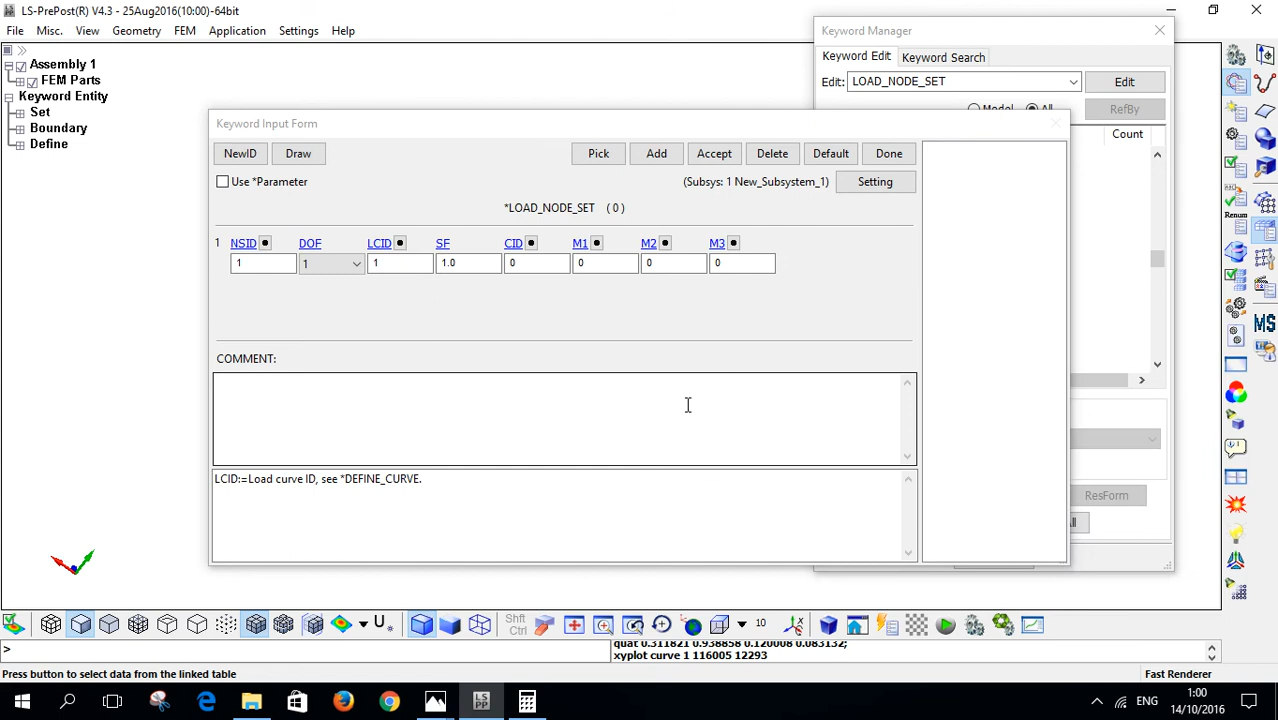 LS-PrePost(R) V4.3 - 25Aug2016(10:00)-64bit
File Misc. View Geometry FEM Application Settings Help
Assembly 1
FEM Parts
Keyword Entity
Set
Boundary
Define
Keyword Manager
Keyword Edit Keyword Search
Edit: LOAD_NODE_SET Edit
Model All RefBy
Count
Keyword Input Form
NewID Draw Pick Add Accept Delete Default Done
Use *Parameter (Subsys: 1 New_Subsystem_1) Setting
*LOAD_NODE_SET ( 0 )
1 NSID DOF LCID SF CID M1 M2 M3
1 1 1 1.0 0 0 0 0
COMMENT:
LCID:=Load curve ID, see *DEFINE_CURVE.
ResForm
Renum
MS
U
Shft
Ctrl
10
>
quat 0.311821 0.938858 0.120008 0.083132;
xyplot curve 1 116005 12293
Press button to select data from the linked table
Fast Renderer
LS
PP
ENG
1:00
14/10/2016